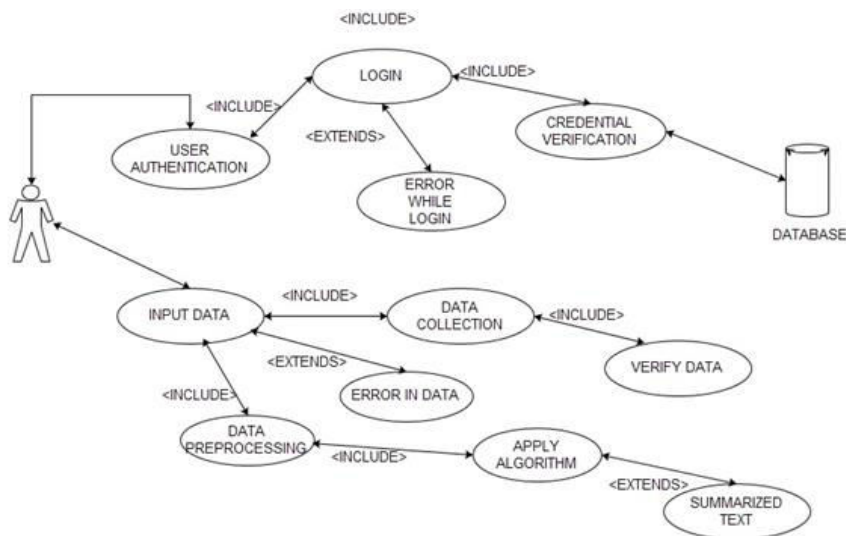 <INCLUDE>
LOGIN
<INCLUDE>
<INCLUDE>
CREDENTIAL
VERIFICATION
<EXTENDS>
USER
AUTHENTICATION
ERROR
WHILE
LOGIN
DATABASE
<INCLUDE>
INPUT DATA
DATA
COLLECTION
<INCLUDE>
<EXTENDS>
VERIFY DATA
<INCLUDE>
ERROR IN DATA
DATA
PREPROCESSING
<INCLUDE>
APPLY
ALGORITHM
<EXTENDS>
SUMMARIZED
TEXT